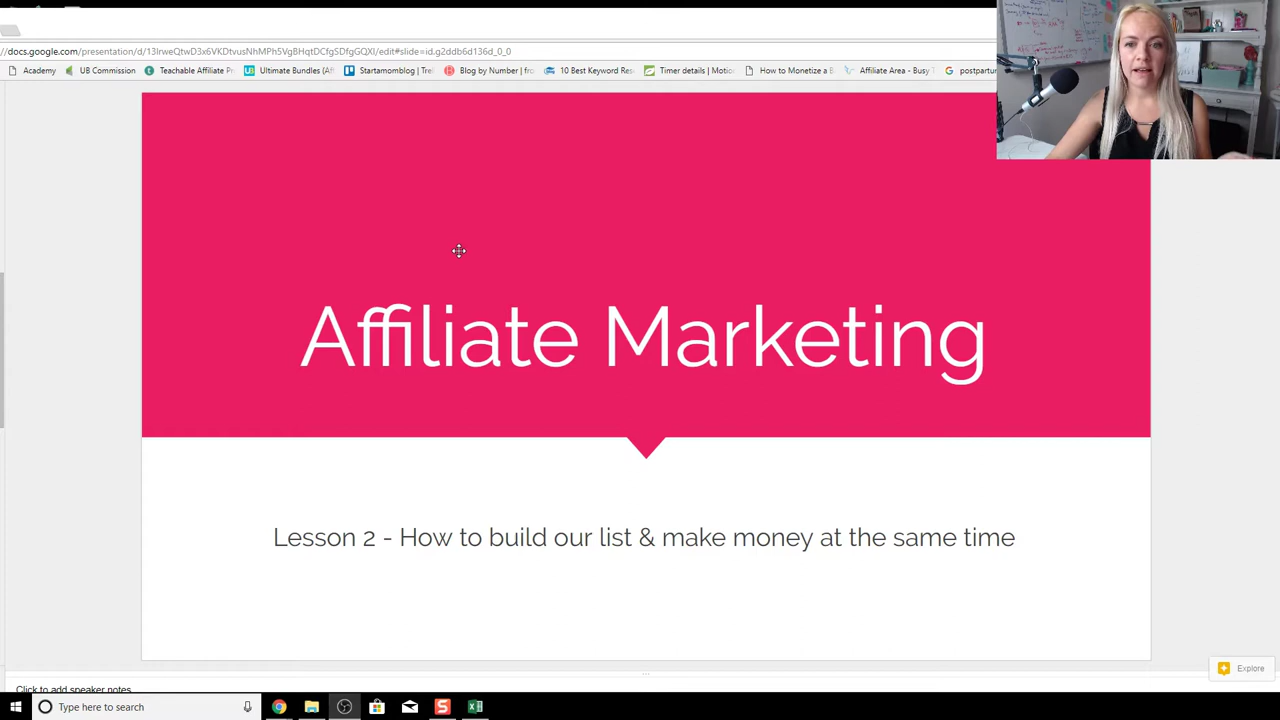 //docs.google.com/presentation/d/13IrweQtwD3x6VKDtvusNhMPh5VgBHqtDCfgSDfgGQXI/edit#slide=id.g2ddb6d136d_0_0
Academy UB Commission Teachable Affiliate Pr Ultimate Bundles (Aff Startamomblog | Trel Blog by Number | fro 10 Best Keyword Res Timer details | Motio How to Monetize a B Affiliate Area - Busy T postpartur
Affiliate Marketing
Lesson 2 - How to build our list & make money at the same time
Explore
Click to add speaker notes
Type here to search